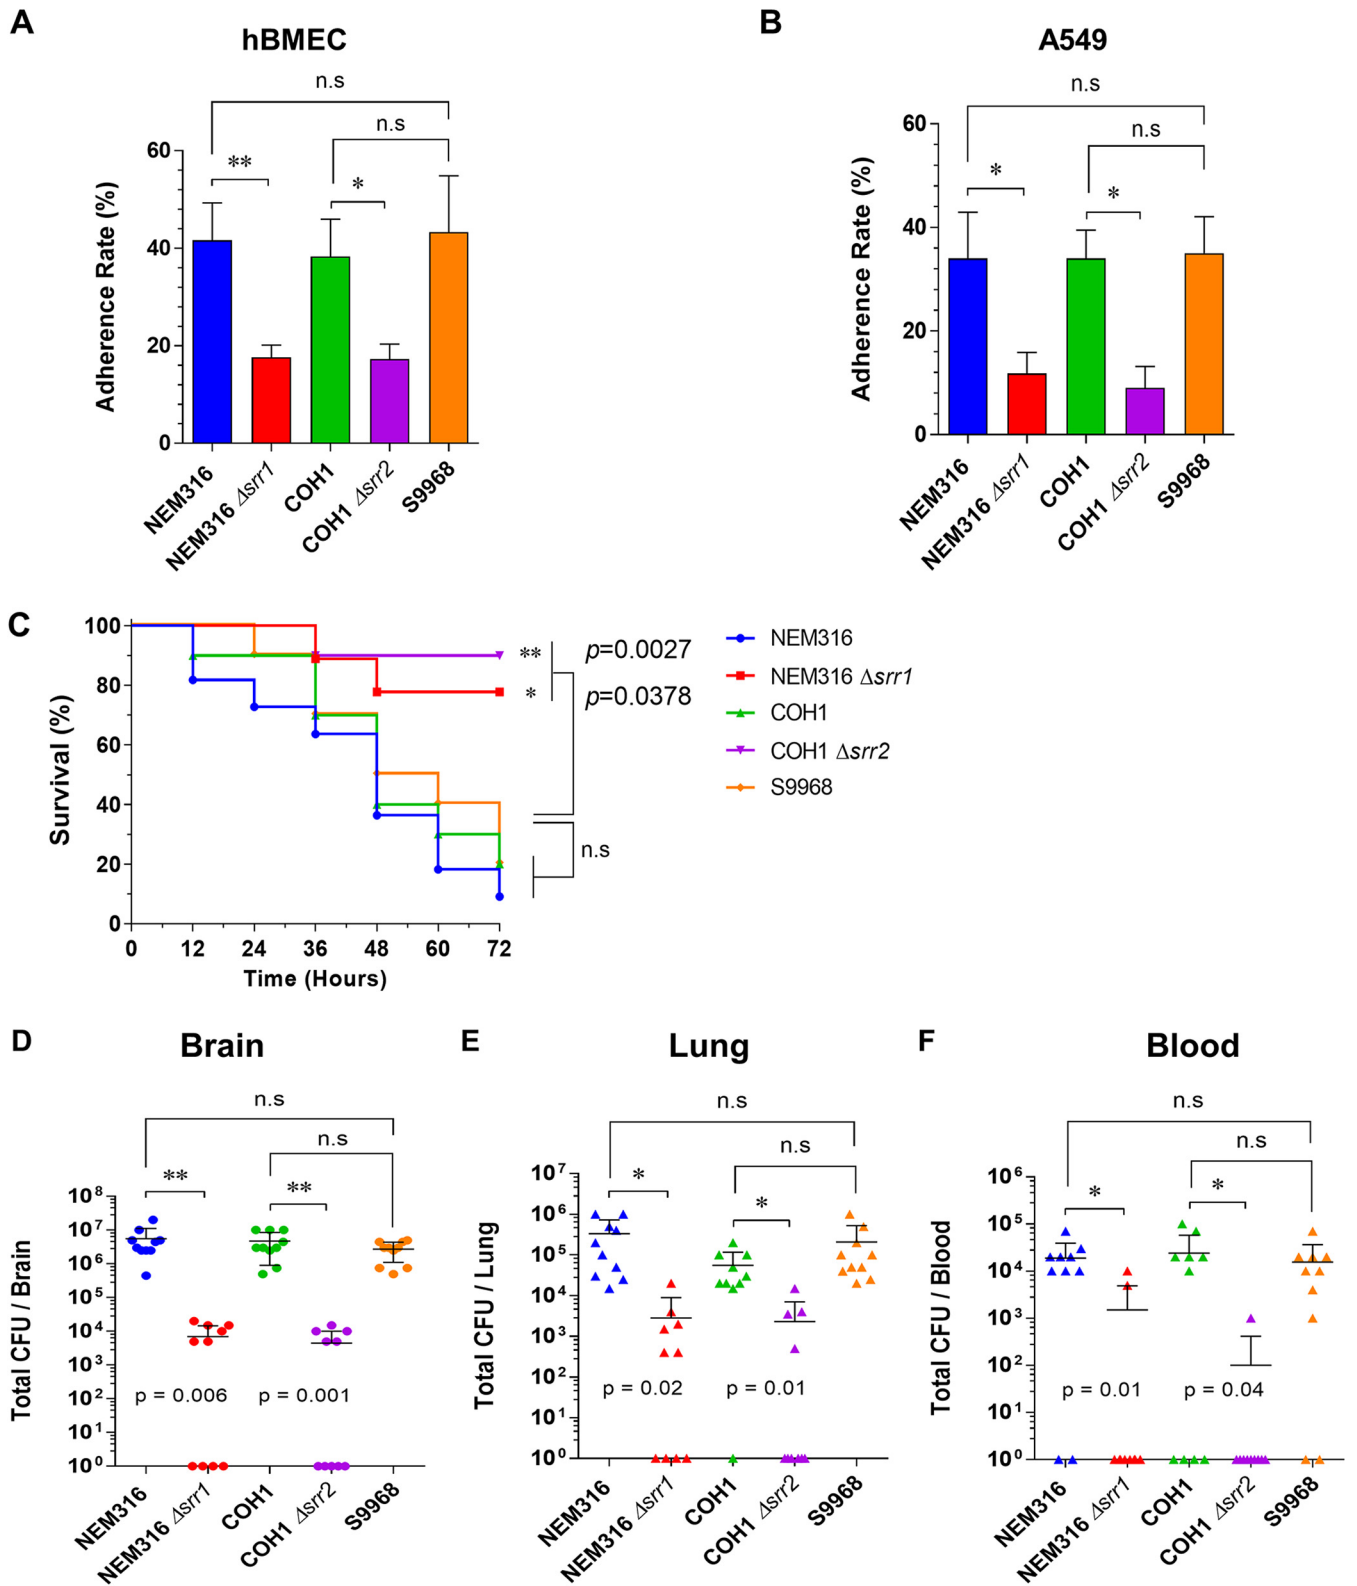 A
hBMEC
n.s
n.s
**
*
60
40
20
0
Adherence Rate (%)
NEM316
NEM316 Δsrr1
COH1
COH1 Δsrr2
S9968
B
A549
n.s
n.s
*
*
60
40
20
0
Adherence Rate (%)
NEM316
NEM316 Δsrr1
COH1
COH1 Δsrr2
S9968
C
100
80
60
40
20
0
Survival (%)
0 12 24 36 48 60 72
Time (Hours)
** p=0.0027
* p=0.0378
n.s
NEM316
NEM316 Δsrr1
COH1
COH1 Δsrr2
S9968
D
Brain
n.s
n.s
**
**
10⁸
10⁷
10⁶
10⁵
10⁴
10³
10²
10¹
10⁰
Total CFU / Brain
p = 0.006
p = 0.001
NEM316
NEM316 Δsrr1
COH1
COH1 Δsrr2
S9968
E
Lung
n.s
n.s
*
*
10⁷
10⁶
10⁵
10⁴
10³
10²
10¹
10⁰
Total CFU / Lung
p = 0.02
p = 0.01
NEM316
NEM316 Δsrr1
COH1
COH1 Δsrr2
S9968
F
Blood
n.s
n.s
*
*
10⁶
10⁵
10⁴
10³
10²
10¹
10⁰
Total CFU / Blood
p = 0.01
p = 0.04
NEM316
NEM316 Δsrr1
COH1
COH1 Δsrr2
S9968